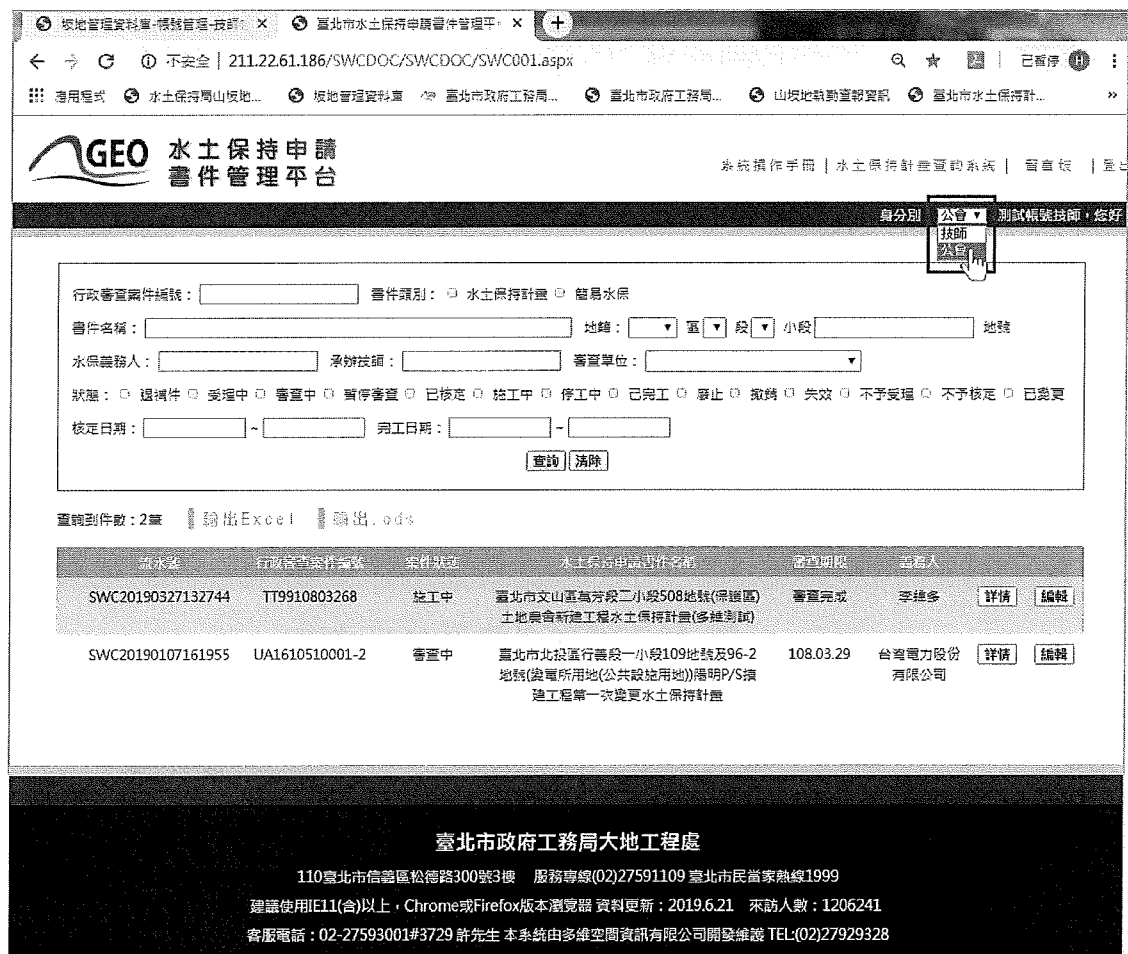 坡地管理資料庫-帳號管理-技師 × 臺北市水土保持申請書件管理平 × +
不安全 | 211.22.61.186/SWCDOC/SWCDOC/SWC001.aspx 已暫停 H
應用程式 水土保持局山坡地... 坡地管理資料庫 臺北市政府工務局... 臺北市政府工務局... 山坡地執勤查報資訊 臺北市水土保持計... »
GEO 水土保持申請
書件管理平台
系統操作手冊 | 水土保持計畫查詢系統 | 留言板 | 登出
身分別 公會 測試帳號技師,您好
技師
公會
行政審查案件編號: 書件類別: 水土保持計畫 簡易水保
書件名稱: 地籍: 區 段 小段 地號
水保義務人: 承辦技師: 審查單位:
狀態: 退補件 受理中 審查中 暫停審查 已核定 施工中 停工中 已完工 廢止 撤銷 失效 不予受理 不予核定 已變更
核定日期: ~ 完工日期: ~
查詢 清除
查詢到件數:2筆 輸出Excel 輸出.ods
流水號 行政審查案件編號 案件狀態 水土保持申請書件名稱 審查期限 義務人
SWC20190327132744 TT9910803268 施工中 臺北市文山區萬芳段二小段508地號(保護區) 審查完成 李維多 詳情 編輯
土地農舍新建工程水土保持計畫(多維測試)
SWC20190107161955 UA1610510001-2 審查中 臺北市北投區行義段一小段109地號及96-2 108.03.29 台灣電力股份 詳情 編輯
地號(變電所用地(公共設施用地))陽明P/S擴 有限公司
建工程第一次變更水土保持計畫
臺北市政府工務局大地工程處
110臺北市信義區松德路300號3樓 服務專線(02)27591109 臺北市民當家熱線1999
建議使用IE11(含)以上,Chrome或Firefox版本瀏覽器 資料更新:2019.6.21 來訪人數:1206241
客服電話:02-27593001#3729 許先生 本系統由多維空間資訊有限公司開發維護 TEL:(02)27929328